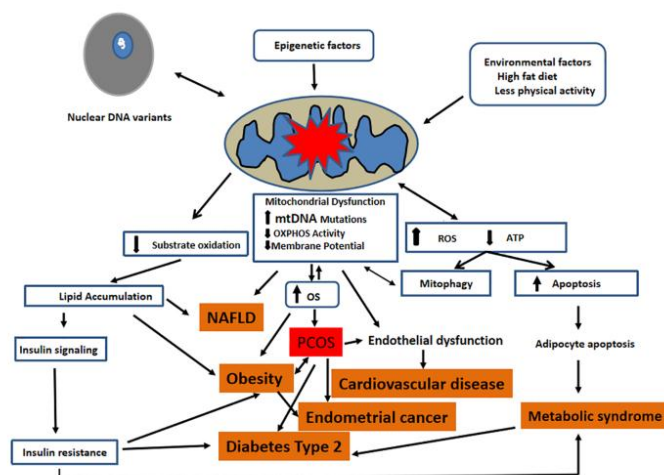 Epigenetic factors
Environmental factors
High fat diet
Less physical activity
Nuclear DNA variants
Mitochondrial Dysfunction
mtDNA Mutations
OXPHOS Activity
Membrane Potential
Substrate oxidation
ROS
ATP
Lipid Accumulation
OS
Mitophagy
Apoptosis
NAFLD
Insulin signaling
PCOS
Endothelial dysfunction
Adipocyte apoptosis
Obesity
Cardiovascular disease
Endometrial cancer
Metabolic syndrome
Insulin resistance
Diabetes Type 2